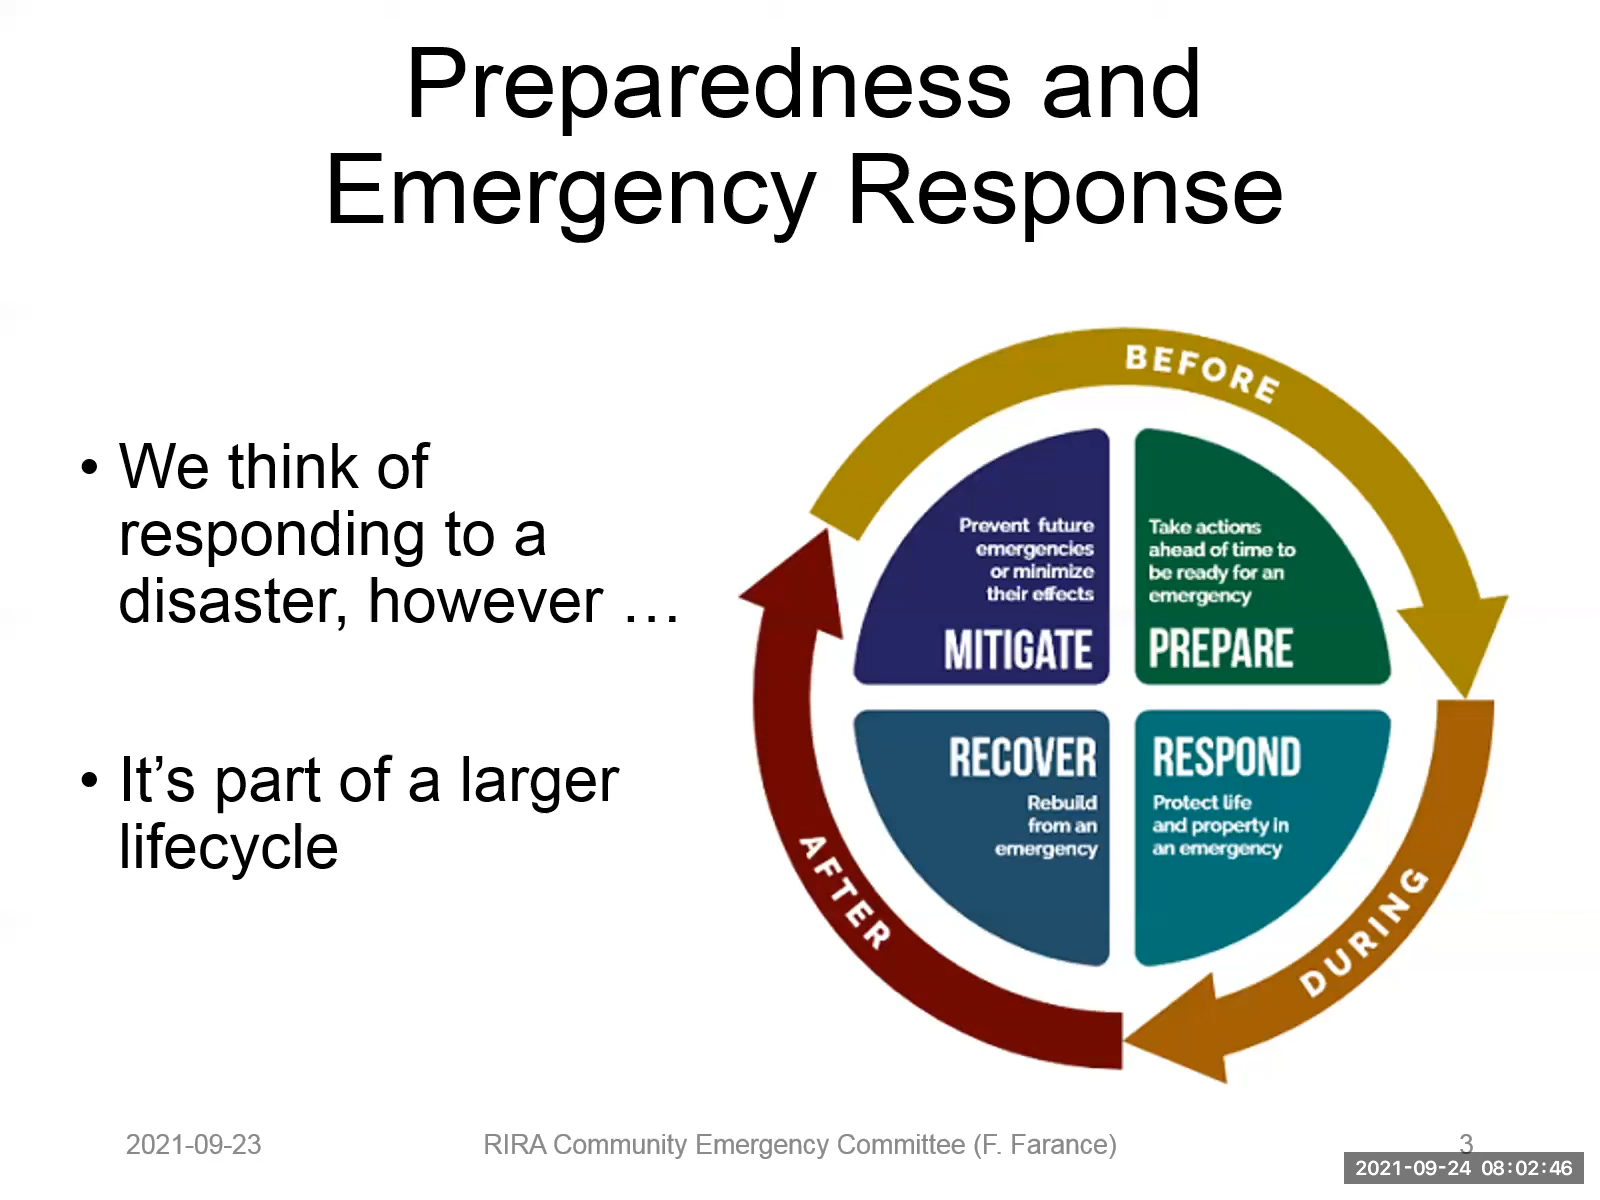 Preparedness and
Emergency Response
• We think of
responding to a
disaster, however …
• It’s part of a larger
lifecycle
BEFORE
Prevent future
emergencies
or minimize
their effects
MITIGATE
Take actions
ahead of time to
be ready for an
emergency
PREPARE
RECOVER
Rebuild
from an
emergency
RESPOND
Protect life
and property in
an emergency
AFTER
DURING
2021-09-23
RIRA Community Emergency Committee (F. Farance)
3
2021-09-24 08:02:46